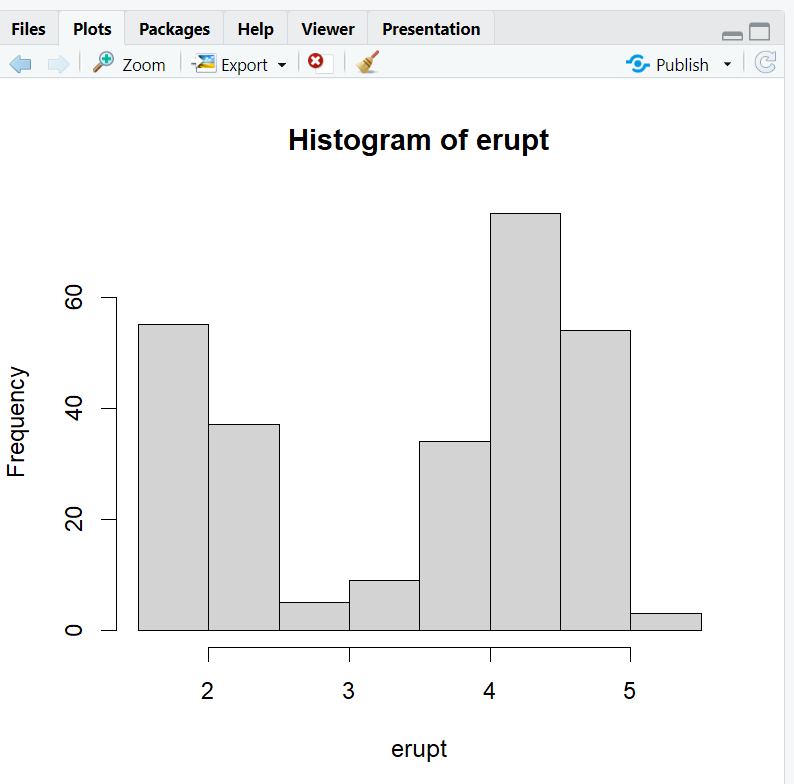 Files Plots Packages Help Viewer Presentation
Zoom Export Publish
Histogram of erupt
60
40
20
0
Frequency
2 3 4 5
erupt